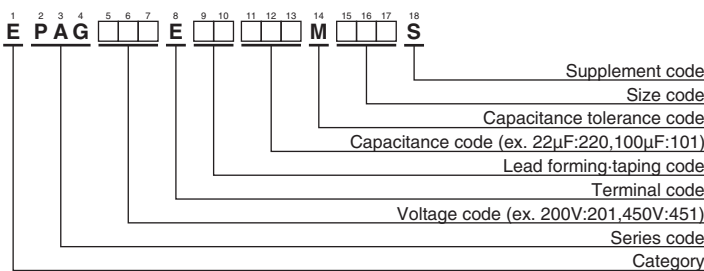 1 2 3 4 5 6 7 8 9 10 11 12 13 14 15 16 17 18
E PAG E M S
Supplement code
Size code
Capacitance tolerance code
Capacitance code (ex. 22μF:220,100μF:101)
Lead forming·taping code
Terminal code
Voltage code (ex. 200V:201,450V:451)
Series code
Category